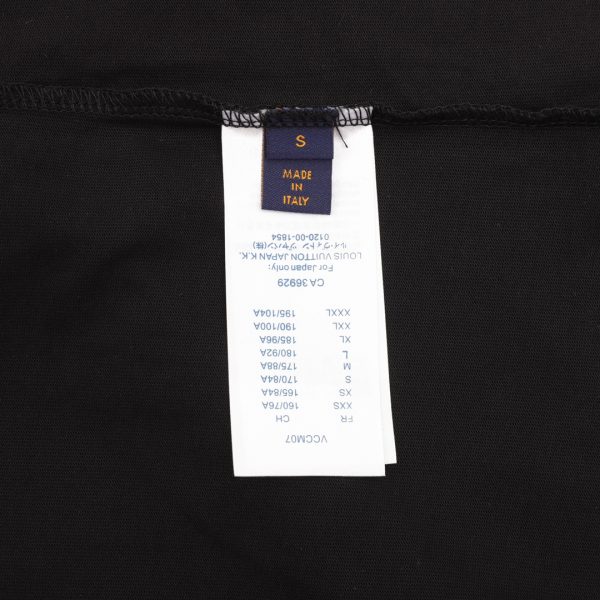 S
MADE
IN
ITALY
VCCM07
FR CH
XXS 160/76A
XS 165/84A
S 170/84A
M 175/88A
L 180/92A
XL 185/96A
XXL 190/100A
XXXL 195/104A
CA 36929
For Japan only:
LOUIS VUITTON JAPAN K.K.
ルイ・ヴィトン ジャパン(株)
0120-00-1854